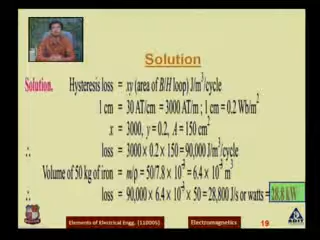 Solution
Solution. Hysteresis loss = xy (area of B/H loop) J/m³/cycle
1 cm = 30 AT/cm = 3000 AT/m ; 1 cm = 0.2 Wb/m²
x = 3000, y = 0.2, A = 150 cm²
∴ loss = 3000 × 0.2 × 150 = 90,000 J/m³/cycle
Volume of 50 kg of iron = m/ρ = 50/7.8 × 10⁻³ = 6.4 × 10⁻³ m³
∴ loss = 90,000 × 6.4 × 10⁻³ × 50 = 28,800 J/s or watts = 28.8 kW
Elements of Electrical Engg. [110005] Electromagnetics 19
ADIT